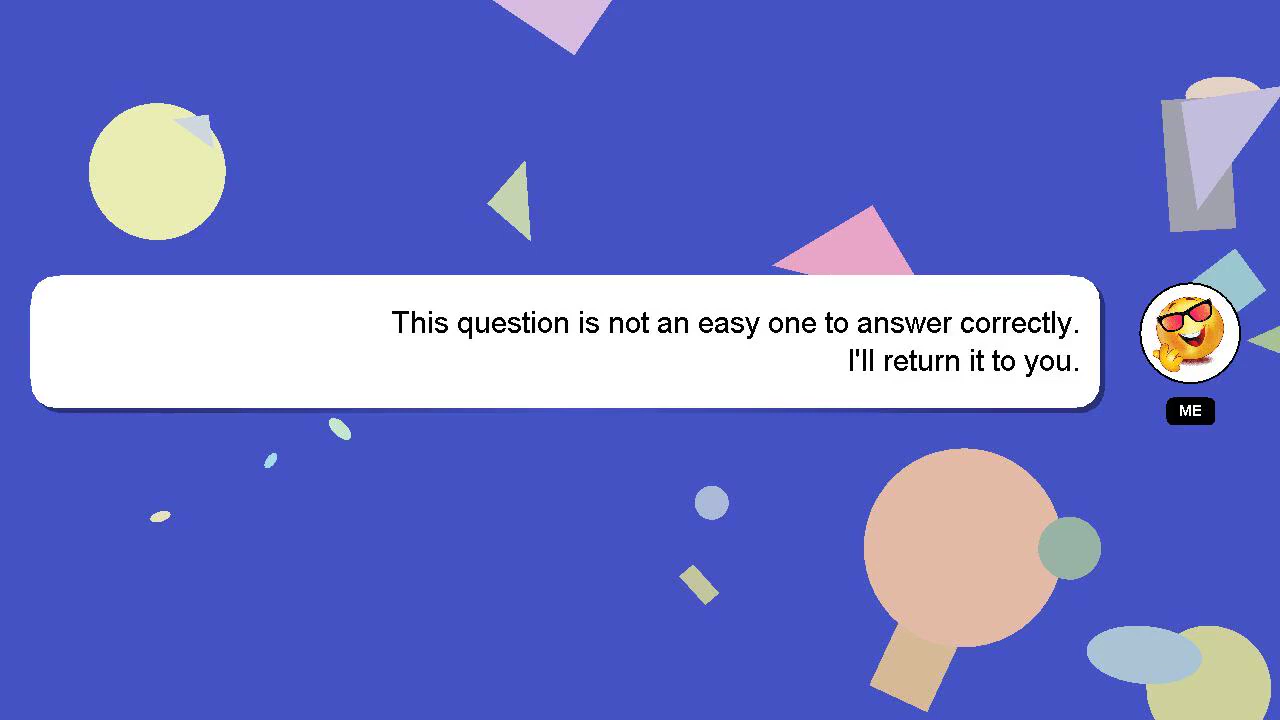 This question is not an easy one to answer correctly.
I'll return it to you.
ME